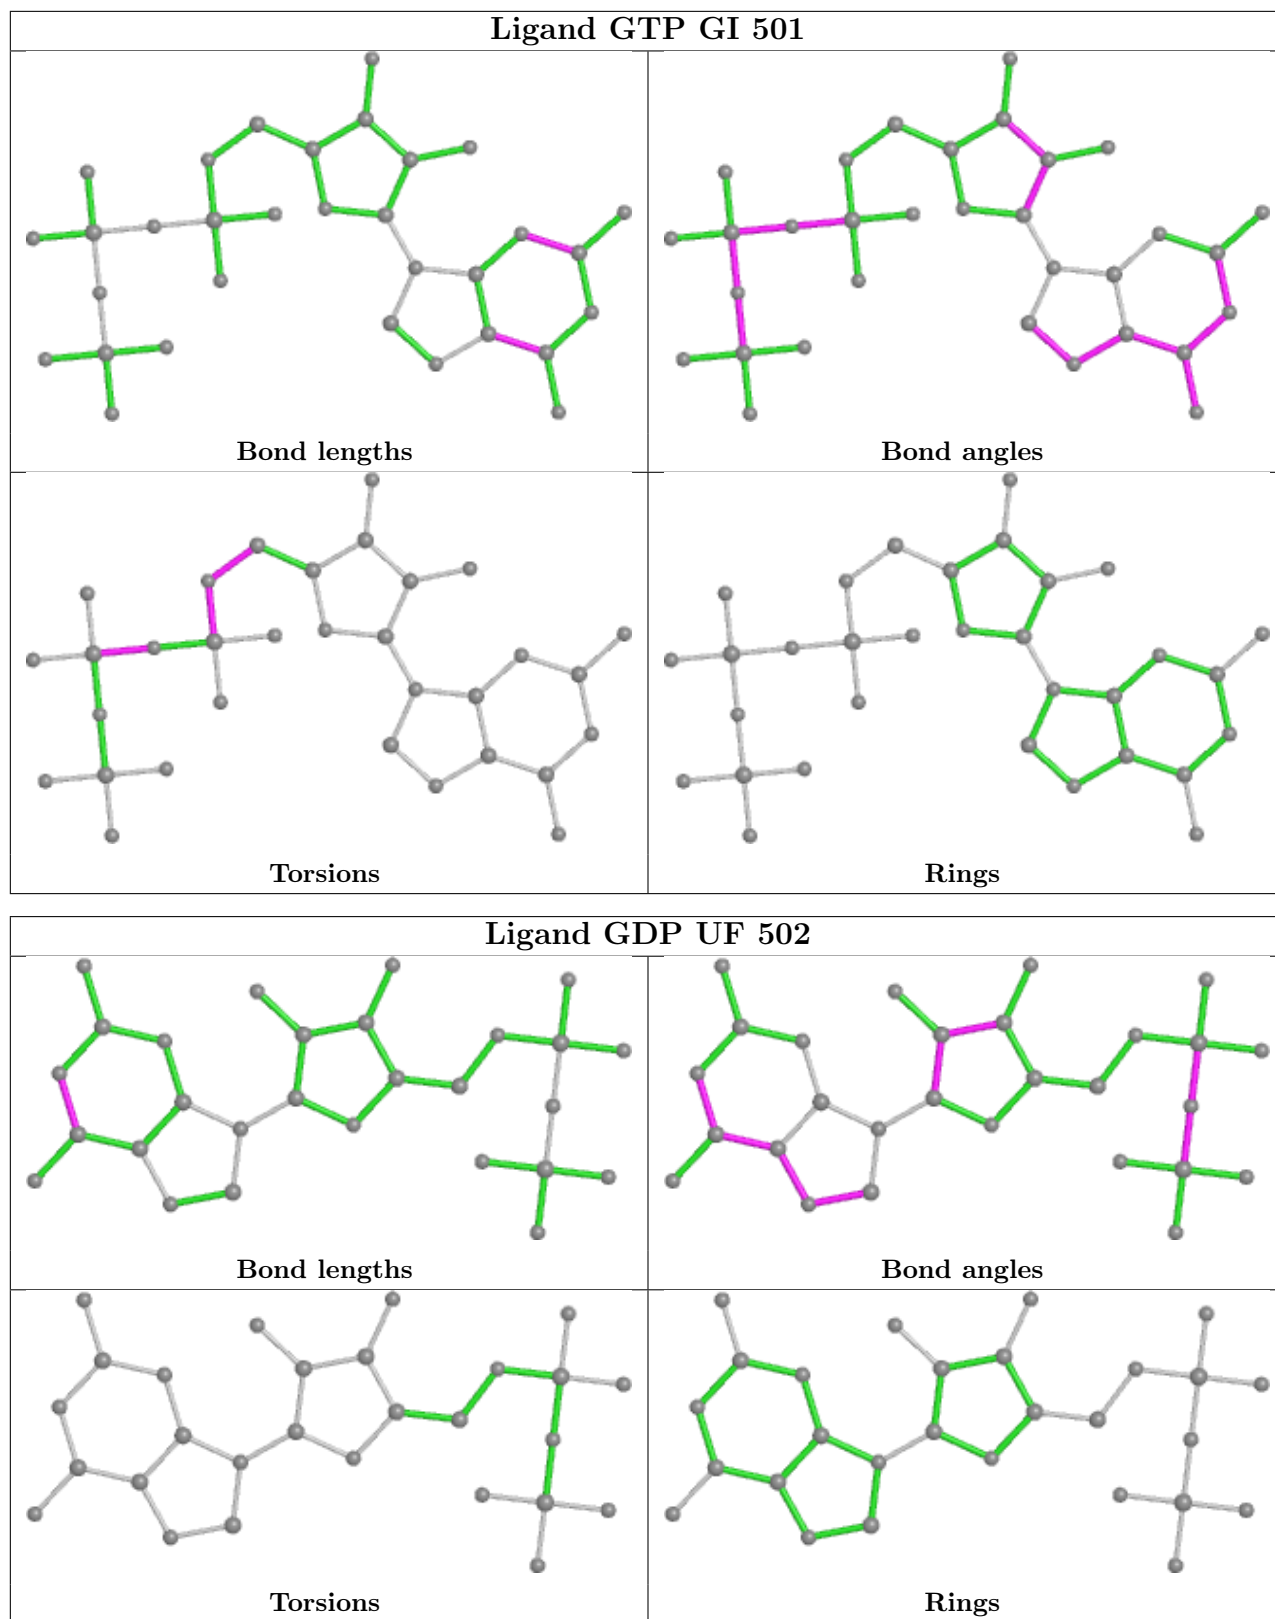 Ligand GTP GI 501
Bond lengths
Bond angles
Torsions
Rings
Ligand GDP UF 502
Bond lengths
Bond angles
Torsions
Rings